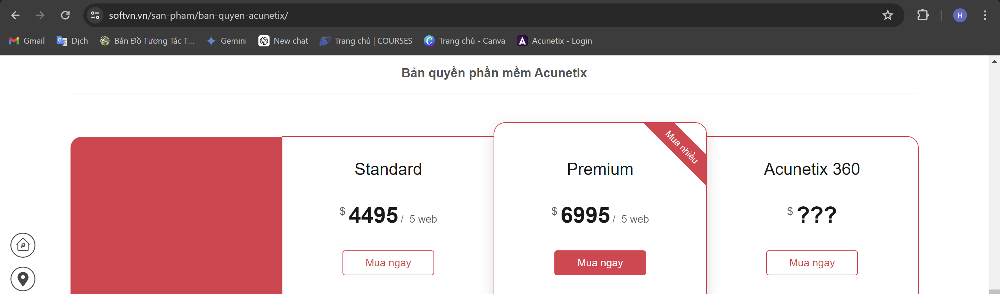 softvn.vn/san-pham/ban-quyen-acunetix/
H
Gmail
Dịch
Bản Đồ Tương Tác T...
Gemini
New chat
Trang chủ | COURSES
Trang chủ - Canva
Acunetix - Login
Bản quyền phần mềm Acunetix
Mua nhiều
Standard
Premium
Acunetix 360
$ 4495 / 5 web
$ 6995 / 5 web
$ ???
Mua ngay
Mua ngay
Mua ngay